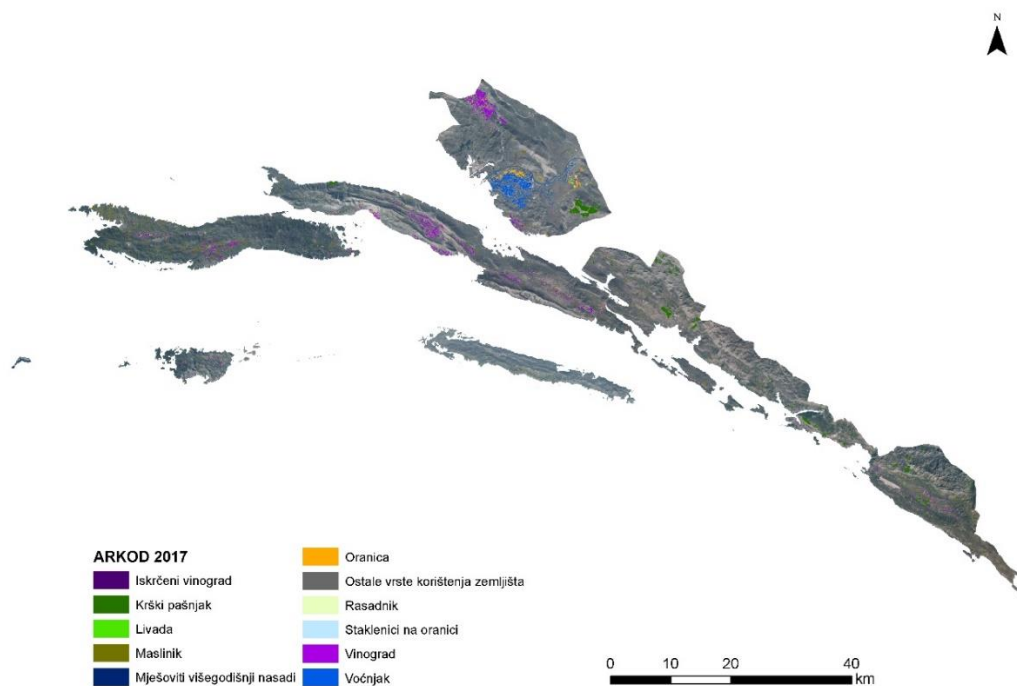 N
ARKOD 2017
Iskrčeni vinograd
Krški pašnjak
Livada
Maslinik
Mješoviti višegodišnji nasadi
Oranica
Ostale vrste korištenja zemljišta
Rasadnik
Staklenici na oranici
Vinograd
Voćnjak
0 10 20 40
km